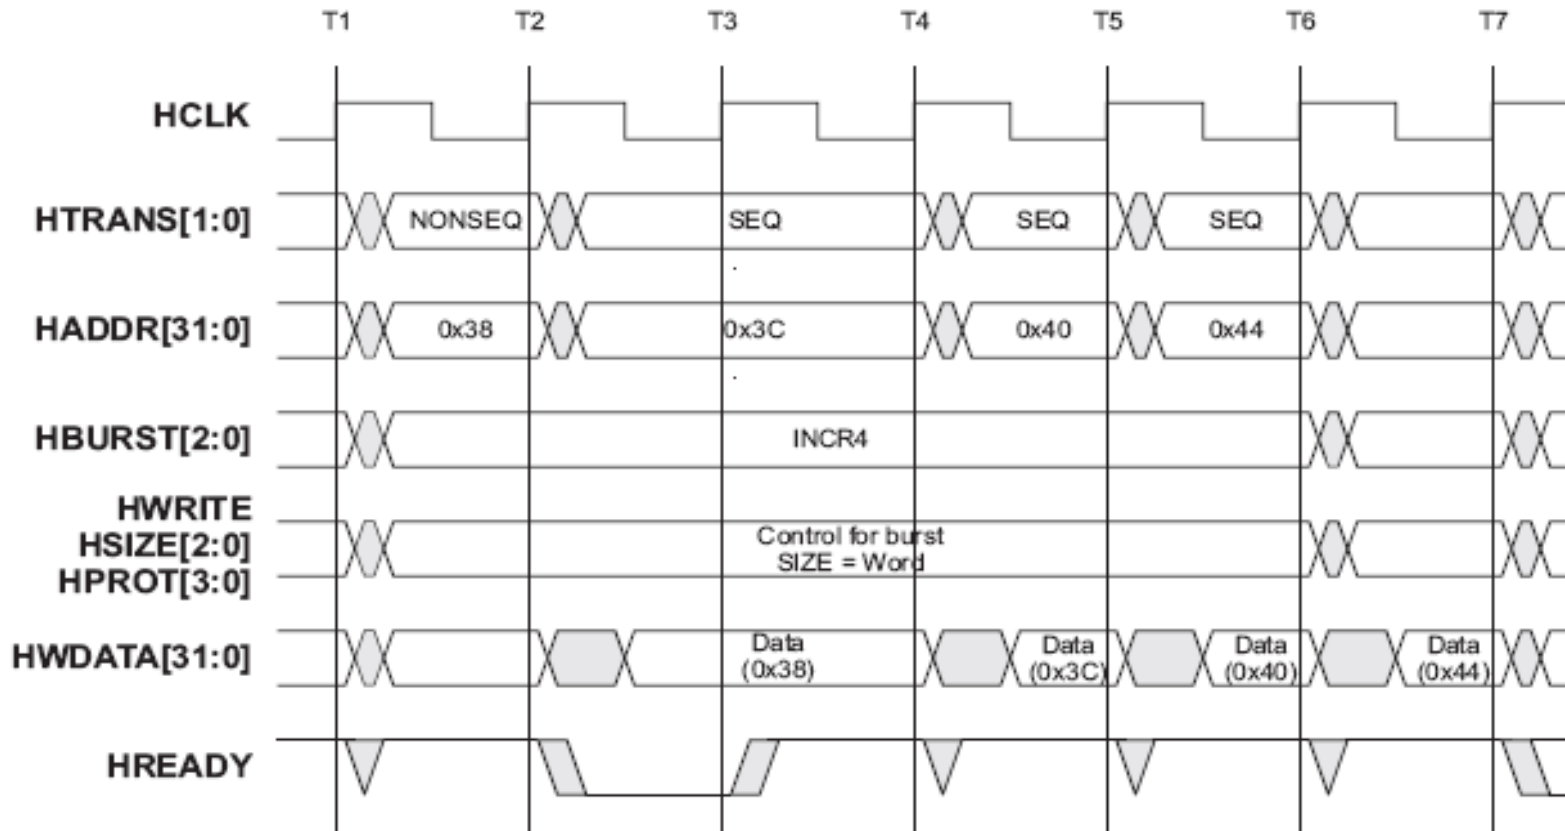 T1 T2 T3 T4 T5 T6 T7
HCLK
HTRANS[1:0] NONSEQ SEQ SEQ SEQ
HADDR[31:0] 0x38 0x3C 0x40 0x44
HBURST[2:0] INCR4
HWRITE
HSIZE[2:0]
HPROT[3:0]
Control for burst
SIZE = Word
HWDATA[31:0]
Data
(0x38)
Data
(0x3C)
Data
(0x40)
Data
(0x44)
HREADY